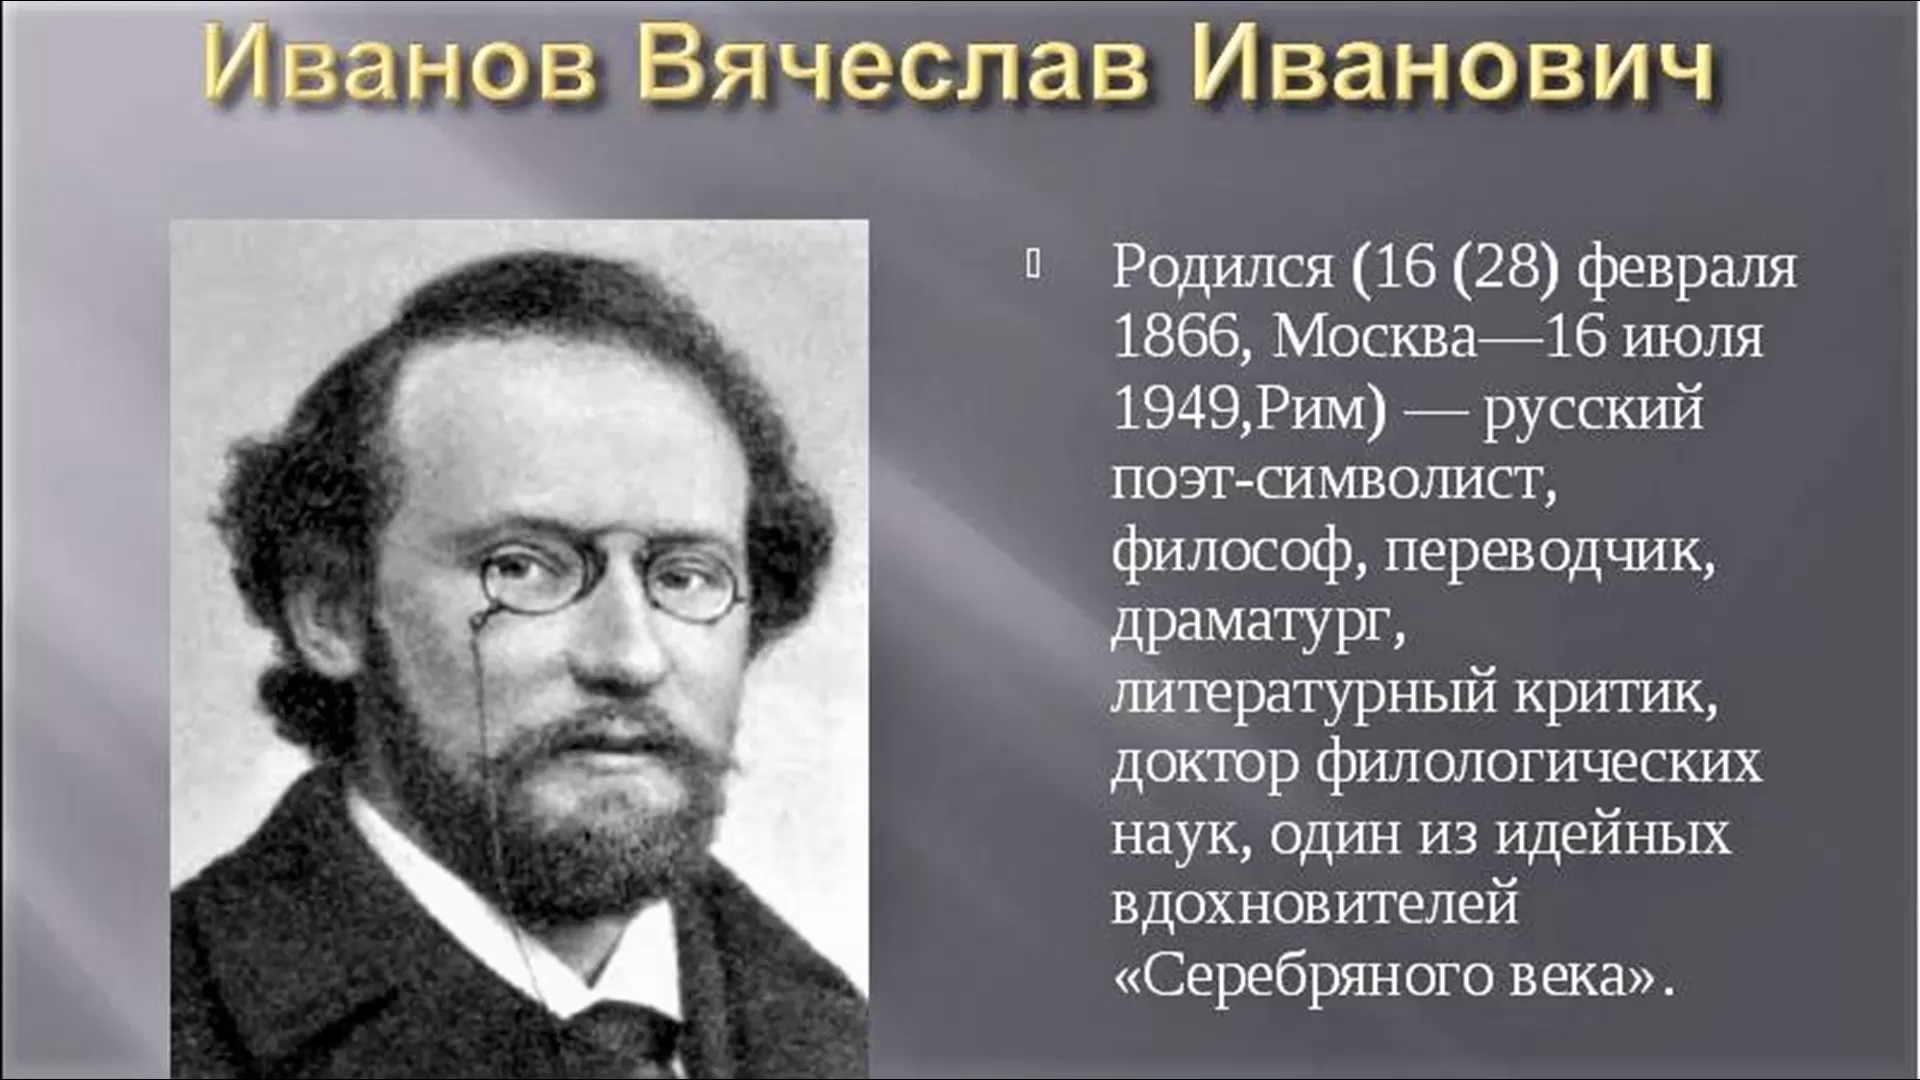 Иванов Вячеслав Иванович
Родился (16 (28) февраля
1866, Москва—16 июля
1949,Рим) — русский
поэт-символист,
философ, переводчик,
драматург,
литературный критик,
доктор филологических
наук, один из идейных
вдохновителей
«Серебряного века».